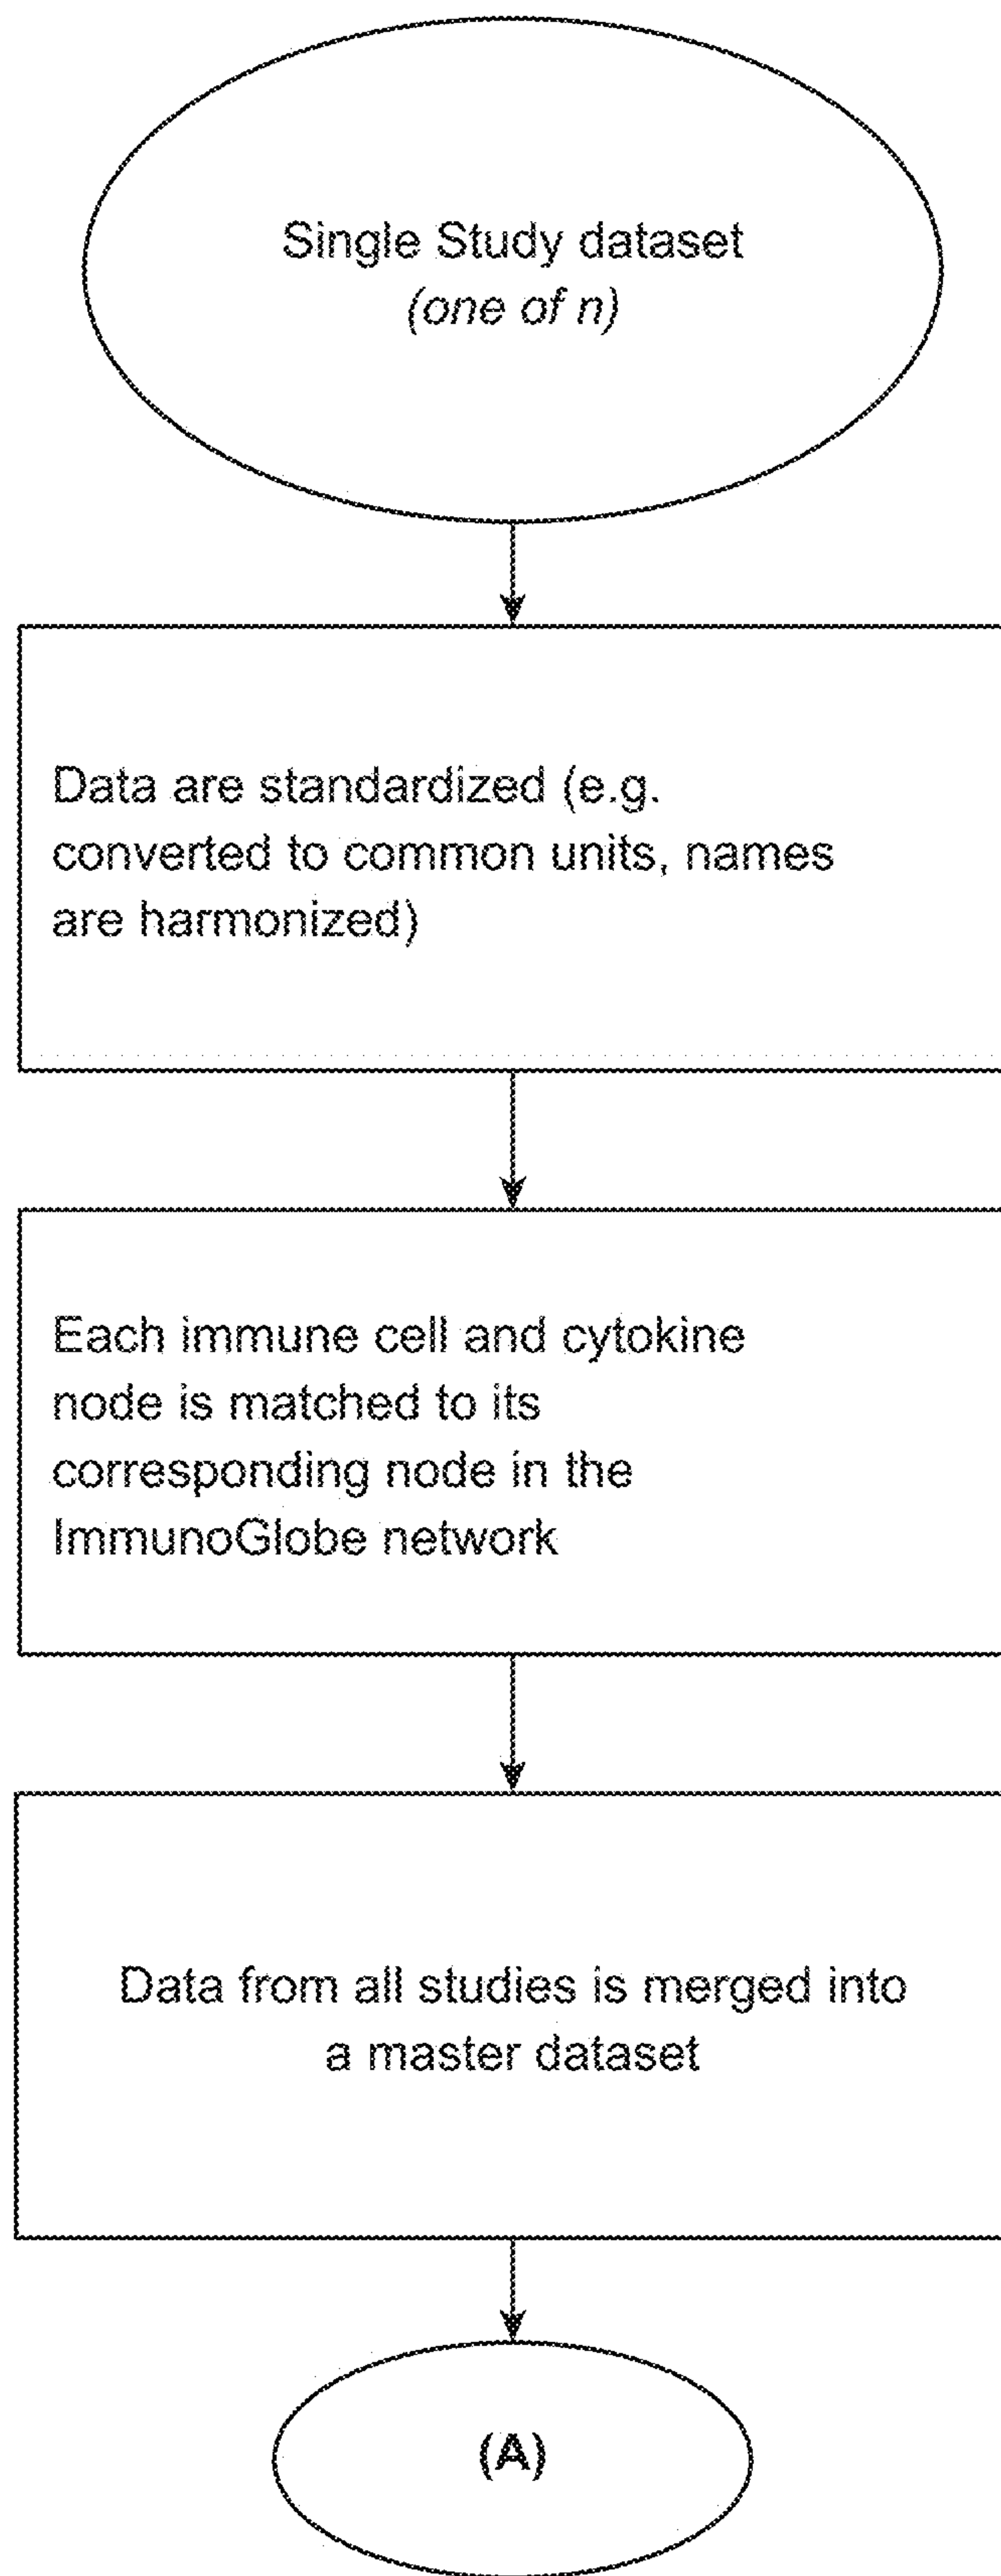 Single Study dataset
(one of n)
Data are standardized (e.g.
converted to common units, names
are harmonized)
Each immune cell and cytokine
node is matched to its
corresponding node in the
ImmunoGlobe network
Data from all studies is merged into
a master dataset
(A)